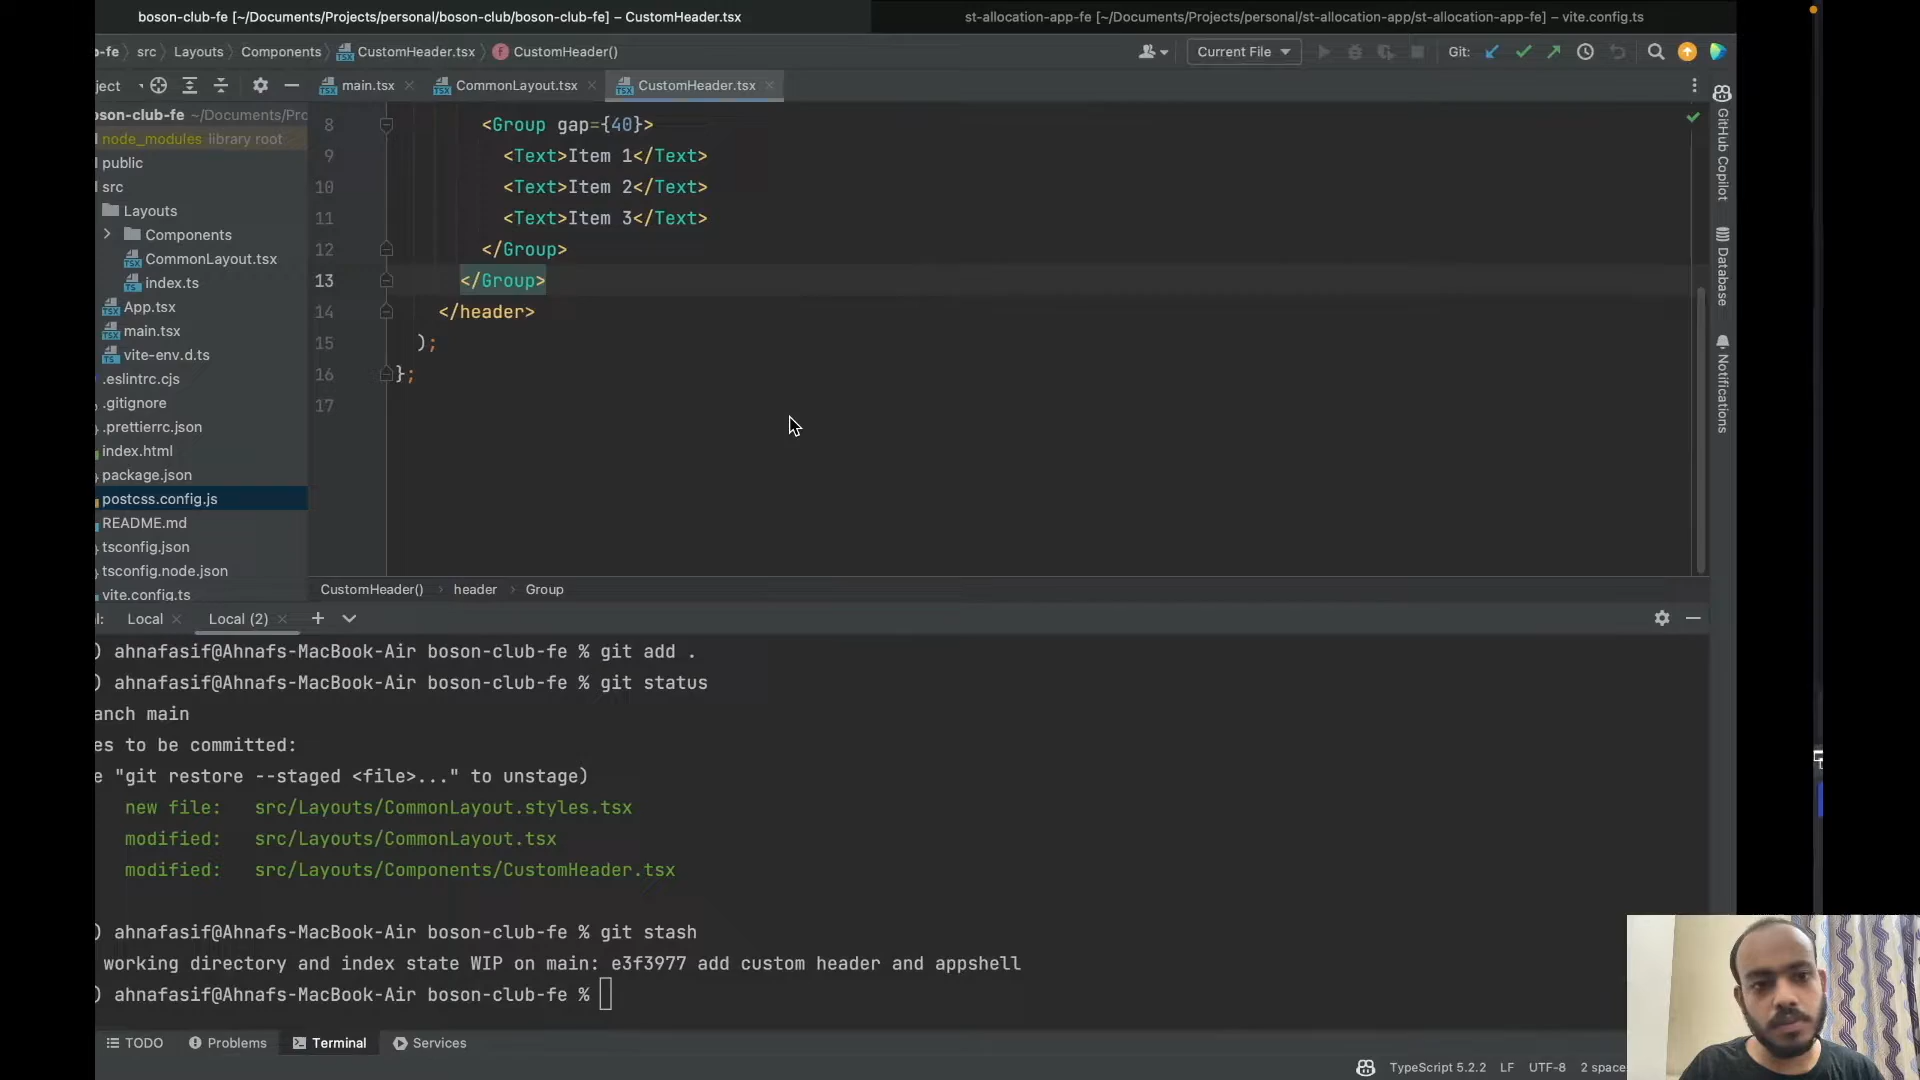 boson-club-fe [~/Documents/Projects/personal/boson-club/boson-club-fe] – CustomHeader.tsx
st-allocation-app-fe [~/Documents/Projects/personal/st-allocation-app/st-allocation-app-fe] – vite.config.ts
b-fe › src › Layouts › Components › CustomHeader.tsx › CustomHeader()
Current File
Git:
ject
main.tsx
CommonLayout.tsx
CustomHeader.tsx
boson-club-fe ~/Documents/Pro
node_modules library root
public
src
Layouts
Components
CommonLayout.tsx
index.ts
App.tsx
main.tsx
vite-env.d.ts
.eslintrc.cjs
.gitignore
.prettierrc.json
index.html
package.json
postcss.config.js
README.md
tsconfig.json
tsconfig.node.json
vite.config.ts
8 <Group gap={40}>
9 <Text>Item 1</Text>
10 <Text>Item 2</Text>
11 <Text>Item 3</Text>
12 </Group>
13 </Group>
14 </header>
15 );
16 };
17
GitHub Copilot
Database
Notifications
CustomHeader() › header › Group
l: Local Local (2)
) ahnafasif@Ahnafs-MacBook-Air boson-club-fe % git add .
) ahnafasif@Ahnafs-MacBook-Air boson-club-fe % git status
anch main
es to be committed:
e "git restore --staged <file>..." to unstage)
new file: src/Layouts/CommonLayout.styles.tsx
modified: src/Layouts/CommonLayout.tsx
modified: src/Layouts/Components/CustomHeader.tsx
) ahnafasif@Ahnafs-MacBook-Air boson-club-fe % git stash
working directory and index state WIP on main: e3f3977 add custom header and appshell
) ahnafasif@Ahnafs-MacBook-Air boson-club-fe %
TODO Problems Terminal Services
TypeScript 5.2.2 LF UTF-8 2 space